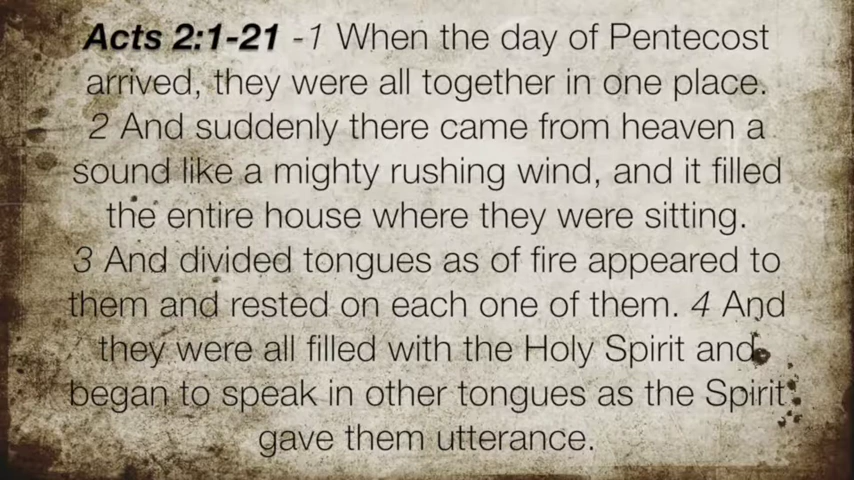 Acts 2:1-21 -1 When the day of Pentecost
arrived, they were all together in one place.
2 And suddenly there came from heaven a
sound like a mighty rushing wind, and it filled
the entire house where they were sitting.
3 And divided tongues as of fire appeared to
them and rested on each one of them. 4 And
they were all filled with the Holy Spirit and
began to speak in other tongues as the Spirit
gave them utterance.